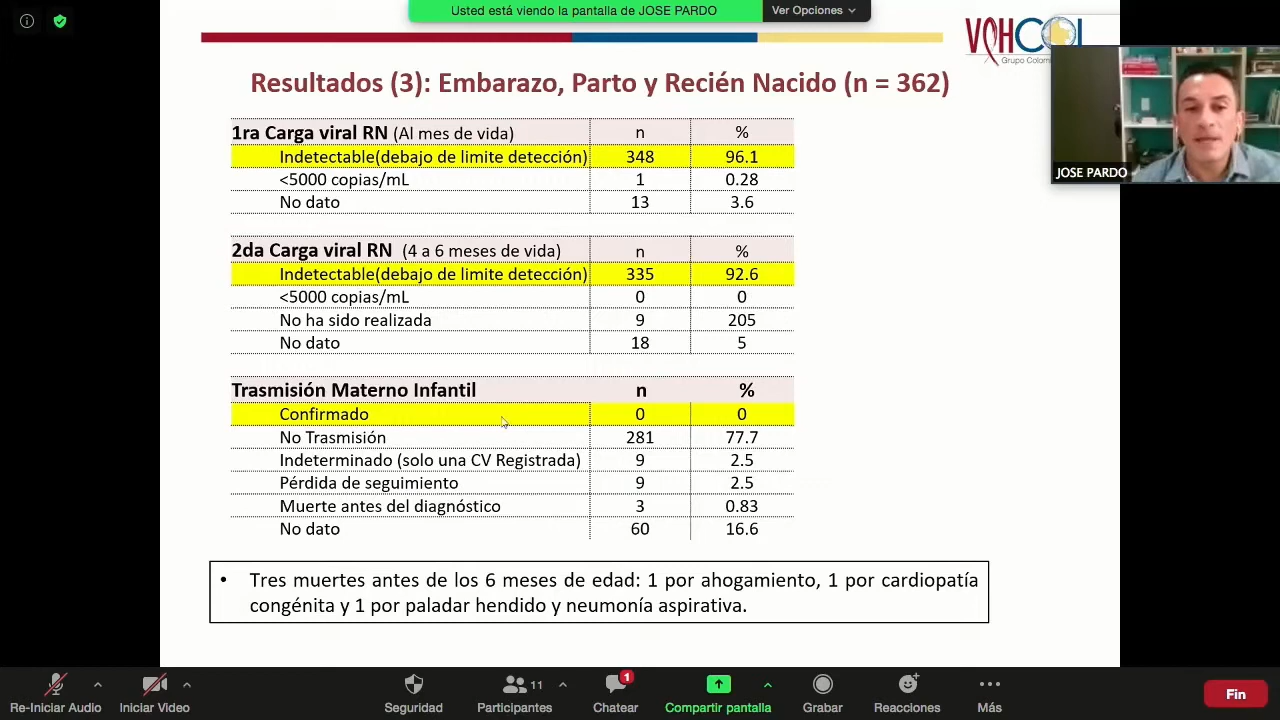 Usted está viendo la pantalla de JOSE PARDO
Ver Opciones
VIHCOL
Grupo Colom
Resultados (3): Embarazo, Parto y Recién Nacido (n = 362)
1ra Carga viral RN (Al mes de vida) n %
Indetectable(debajo de limite detección) 348 96.1
<5000 copias/mL 1 0.28
No dato 13 3.6
2da Carga viral RN (4 a 6 meses de vida) n %
Indetectable(debajo de limite detección) 335 92.6
<5000 copias/mL 0 0
No ha sido realizada 9 205
No dato 18 5
Trasmisión Materno Infantil n %
Confirmado 0 0
No Trasmisión 281 77.7
Indeterminado (solo una CV Registrada) 9 2.5
Pérdida de seguimiento 9 2.5
Muerte antes del diagnóstico 3 0.83
No dato 60 16.6
• Tres muertes antes de los 6 meses de edad: 1 por ahogamiento, 1 por cardiopatía
congénita y 1 por paladar hendido y neumonía aspirativa.
JOSE PARDO
Re-Iniciar Audio
Iniciar Video
Seguridad
11
Participantes
1
Chatear
Compartir pantalla
Grabar
Reacciones
Más
Fin